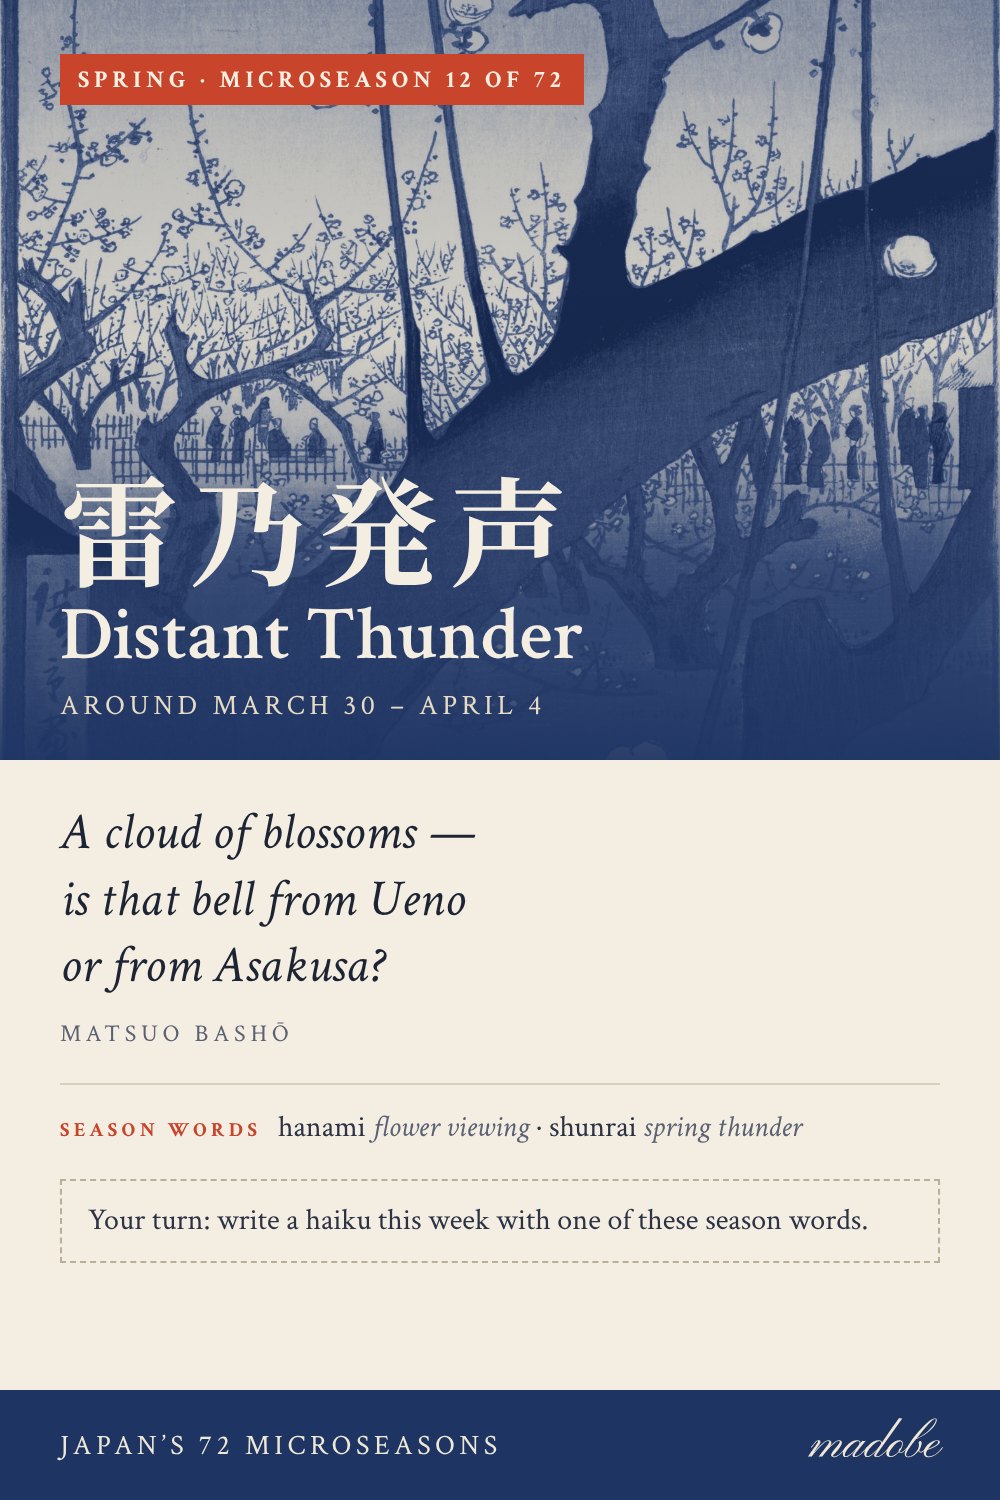 SPRING · MICROSEASON 12 OF 72
雷乃発声
Distant Thunder
AROUND MARCH 30 – APRIL 4
A cloud of blossoms —
is that bell from Ueno
or from Asakusa?
MATSUO BASHŌ
SEASON WORDS hanami flower viewing · shunrai spring thunder
Your turn: write a haiku this week with one of these season words.
JAPAN’S 72 MICROSEASONS
madobe